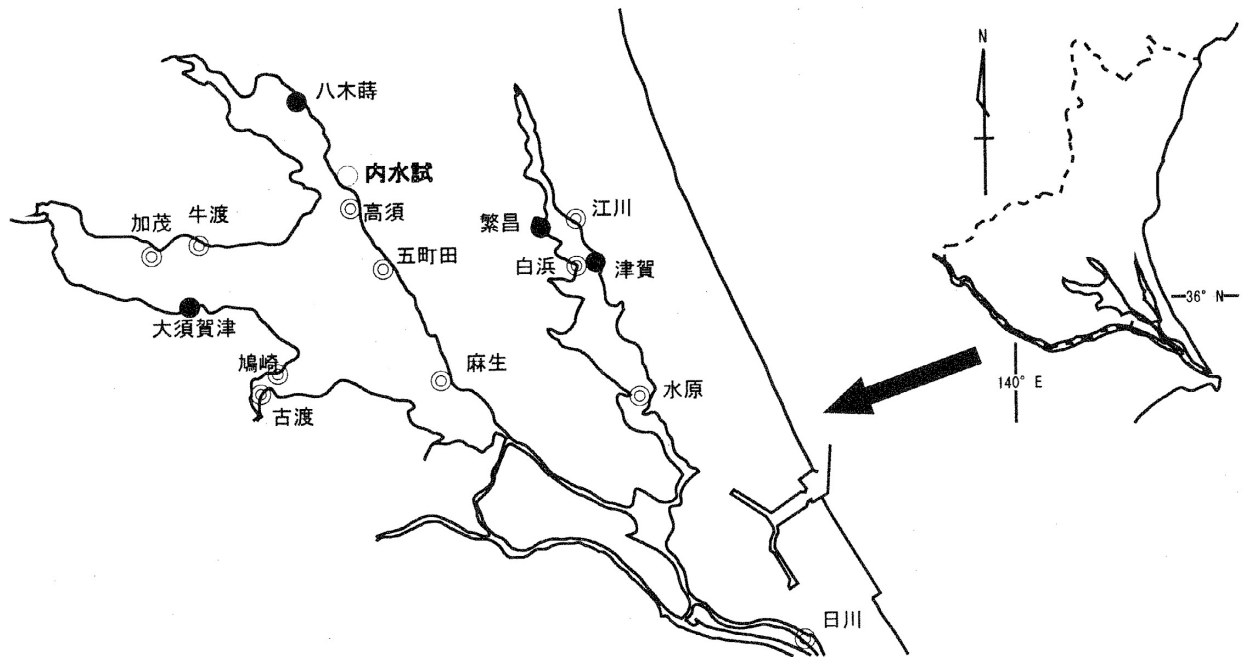 八木蒔
内水試
高須
加茂
牛渡
五町田
大須賀津
鳩崎
古渡
麻生
江川
繁昌
白浜
津賀
水原
日川
N
36° N
140° E